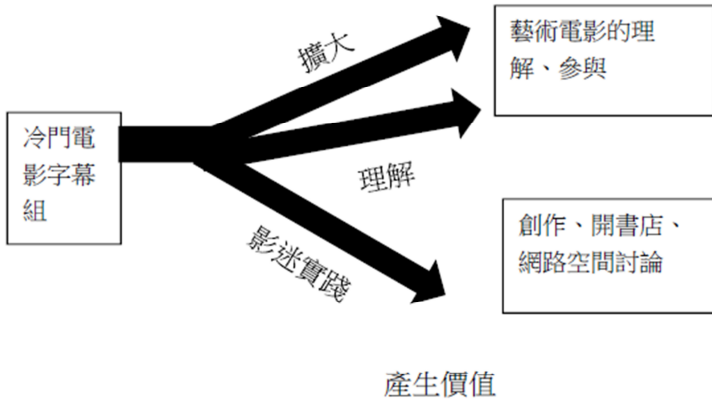 擴大
藝術電影的理
解、參與
冷門電
影字幕
組
理解
影迷實踐
創作、開書店、
網路空間討論
產生價值